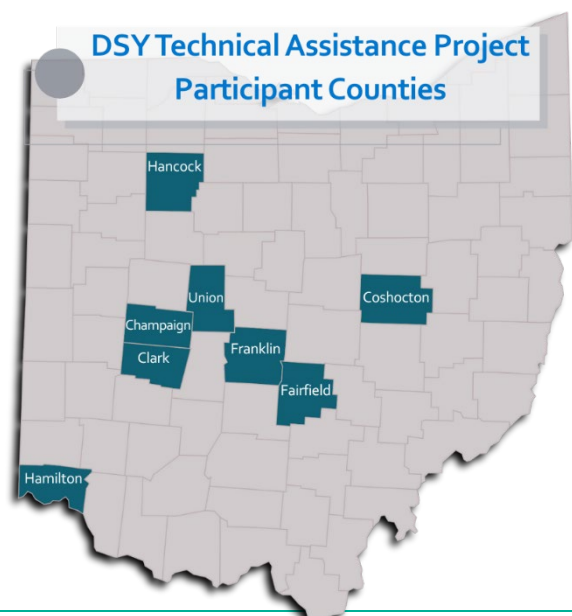 DSY Technical Assistance Project
Participant Counties
Hancock
Union
Coshocton
Champaign
Franklin
Clark
Fairfield
Hamilton